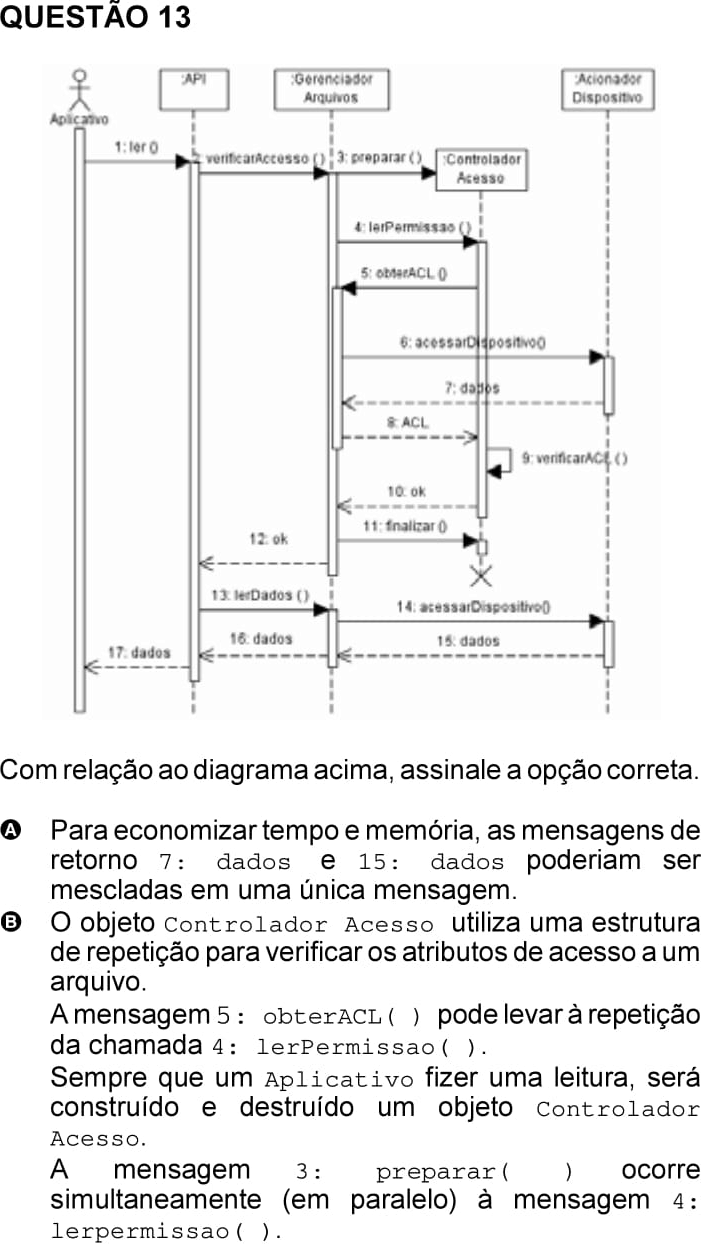 QUESTÃO 13
:API
:Gerenciador
Arquivos
:Acionador
Dispositivo
Aplicativo
1: ler ()
2: verificarAccesso ()
3: preparar ()
:Controlador
Acesso
4: lerPermissao ()
5: obterACL ()
6: acessarDispositivo()
7: dados
8: ACL
9: verificarACL ()
10: ok
11: finalizar ()
12: ok
13: lerDados ()
14: acessarDispositivo()
15: dados
16: dados
17: dados
Com relação ao diagrama acima, assinale a opção correta.
A Para economizar tempo e memória, as mensagens de
retorno 7: dados e 15: dados poderiam ser
mescladas em uma única mensagem.
B O objeto Controlador Acesso utiliza uma estrutura
de repetição para verificar os atributos de acesso a um
arquivo.
A mensagem 5: obterACL( ) pode levar à repetição
da chamada 4: lerPermissao( ).
Sempre que um Aplicativo fizer uma leitura, será
construído e destruído um objeto Controlador
Acesso.
A mensagem 3: preparar( ) ocorre
simultaneamente (em paralelo) à mensagem 4:
lerpermissao( ).